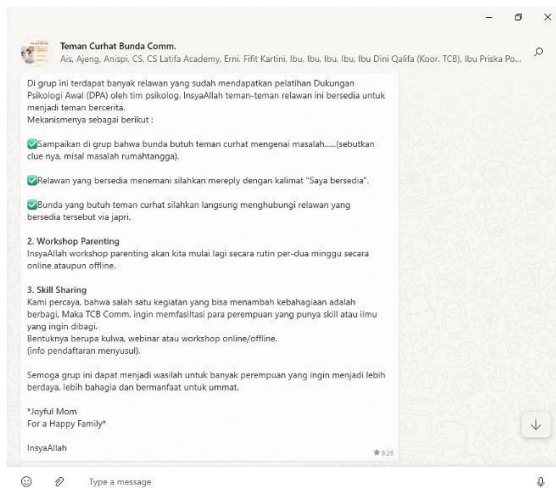 Teman Curhat Bunda Comm.
Ais, Ajeng, Anispi, CS, CS Latifa Academy, Erni, Fifit Kartini, Ibu, Ibu, Ibu, Ibu, Ibu Dini Qalifa (Koor. TCB), Ibu Priska Po...
Di grup ini terdapat banyak relawan yang sudah mendapatkan pelatihan Dukungan
Psikologi Awal (DPA) oleh tim psikolog. InsyaAllah teman-teman relawan ini bersedia untuk
menjadi teman bercerita.
Mekanismenya sebagai berikut :
✅Sampaikan di grup bahwa bunda butuh teman curhat mengenai masalah......(sebutkan
clue nya, misal masalah rumahtangga).
✅Relawan yang bersedia menemani silahkan mereply dengan kalimat "Saya bersedia".
✅Bunda yang butuh teman curhat silahkan langsung menghubungi relawan yang
bersedia tersebut via japri.
2. Workshop Parenting
InsyaAllah workshop parenting akan kita mulai lagi secara rutin per-dua minggu secara
online ataupun offline.
3. Skill Sharing
Kami percaya, bahwa salah satu kegiatan yang bisa menambah kebahagiaan adalah
berbagi. Maka TCB Comm. ingin memfasiltasi para perempuan yang punya skill atau ilmu
yang ingin dibagi.
Bentuknya berupa kulwa, webinar atau workshop online/offline.
(info pendaftaran menyusul).
Semoga grup ini dapat menjadi wasilah untuk banyak perempuan yang ingin menjadi lebih
berdaya, lebih bahagia dan bermanfaat untuk ummat.
*Joyful Mom
For a Happy Family*
InsyaAllah
9.26
Type a message